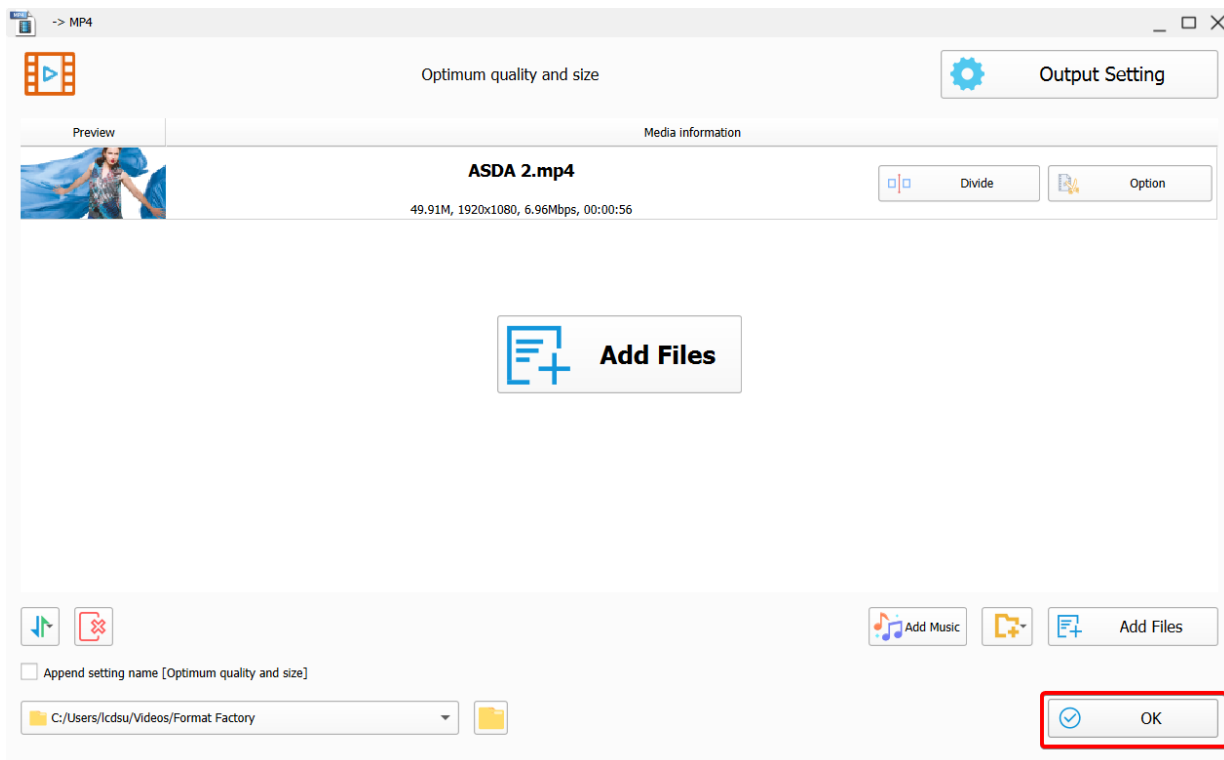 -> MP4
Optimum quality and size
Output Setting
Preview
Media information
ASDA 2.mp4
49.91M, 1920x1080, 6.96Mbps, 00:00:56
Divide
Option
Add Files
Add Music
Add Files
Append setting name [Optimum quality and size]
C:/Users/lcdsu/Videos/Format Factory
OK